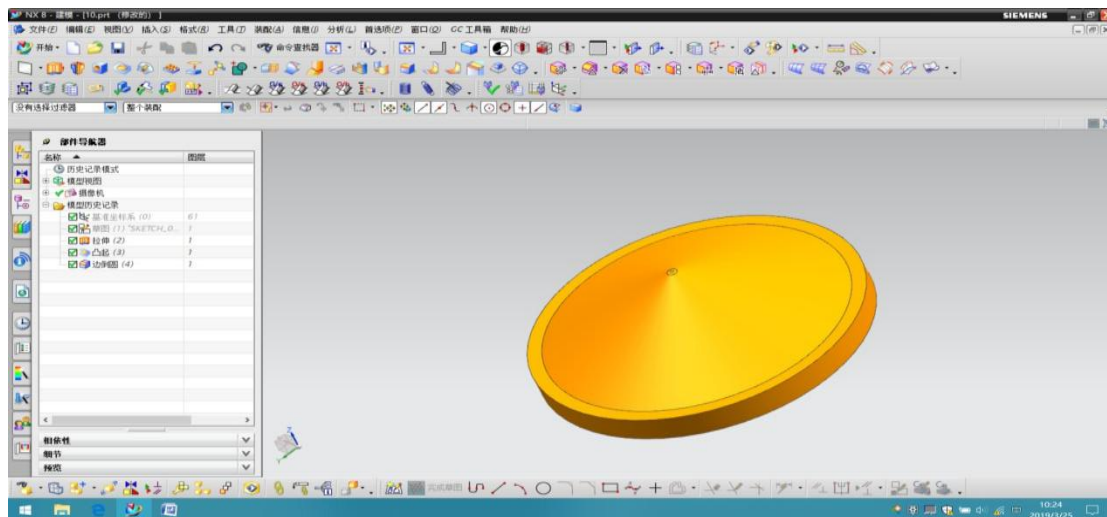 NX 8 - 建模 - [10.prt (修改的) ]
SIEMENS
文件(F) 编辑(E) 视图(V) 插入(S) 格式(R) 工具(T) 装配(A) 信息(I) 分析(L) 首选项(P) 窗口(O) GC工具箱 帮助(H)
开始· 命令查找器
没有选择过滤器 整个装配
部件导航器
名称 图层
历史记录模式
模型视图
摄像机
模型历史记录
基准坐标系 (0) 61
草图 (1) "SKETCH_0... 1
拉伸 (2) 1
凸起 (3) 1
边倒圆 (4) 1
相依性
细节
预览
完成草图
10:24
2019/3/25